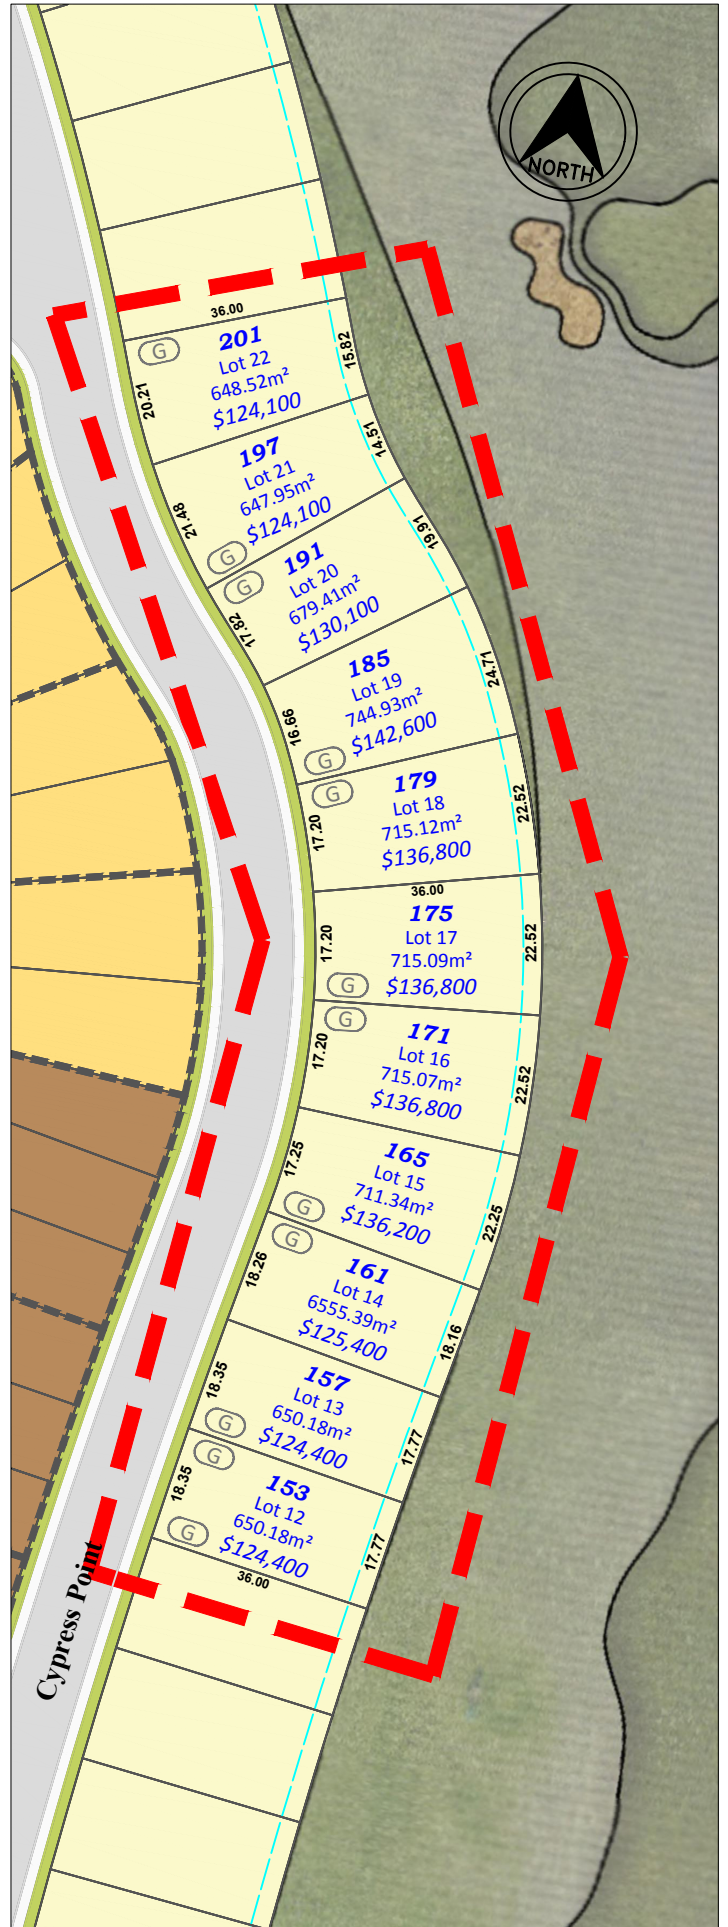 NORTH
36.00
201
Lot 22
648.52m²
$124,100
G
20.21
15.82
197
Lot 21
647.95m²
$124,100
G
21.48
14.51
191
Lot 20
679.41m²
$130,100
G
17.82
19.91
185
Lot 19
744.93m²
$142,600
G
16.66
24.71
179
Lot 18
715.12m²
$136,800
G
17.20
22.52
36.00
175
Lot 17
715.09m²
$136,800
G
17.20
22.52
171
Lot 16
715.07m²
$136,800
G
17.20
22.52
165
Lot 15
711.34m²
$136,200
G
17.25
22.25
161
Lot 14
6555.39m²
$125,400
G
18.26
18.16
157
Lot 13
650.18m²
$124,400
G
18.35
17.77
153
Lot 12
650.18m²
$124,400
G
G
18.35
17.77
36.00
Cypress Point